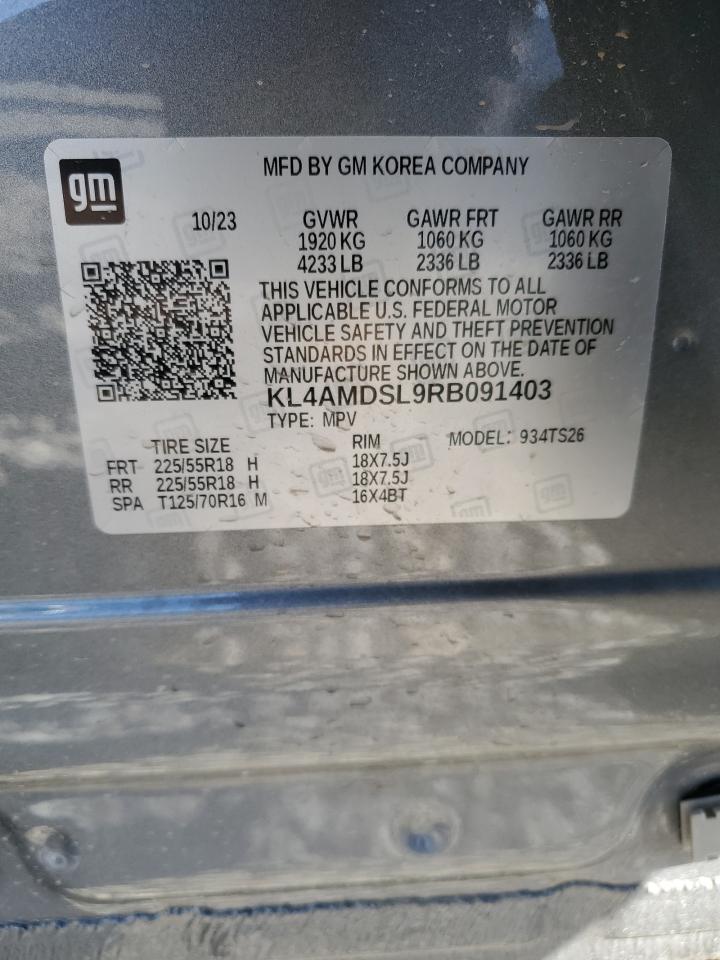 gm
MFD BY GM KOREA COMPANY
10/23 GVWR GAWR FRT GAWR RR
1920 KG 1060 KG 1060 KG
4233 LB 2336 LB 2336 LB
THIS VEHICLE CONFORMS TO ALL
APPLICABLE U.S. FEDERAL MOTOR
VEHICLE SAFETY AND THEFT PREVENTION
STANDARDS IN EFFECT ON THE DATE OF
MANUFACTURE SHOWN ABOVE.
KL4AMDSL9RB091403
TYPE: MPV
TIRE SIZE RIM MODEL: 934TS26
FRT 225/55R18 H 18X7.5J
RR 225/55R18 H 18X7.5J
SPA T125/70R16 M 16X4BT